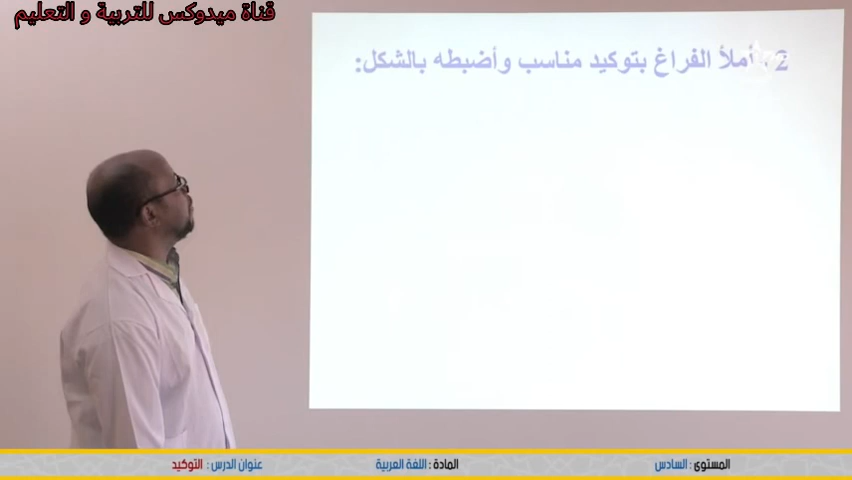 قناة ميدوكس للتربية و التعليم
2. أملأ الفراغ بتوكيد مناسب وأضبطه بالشكل:
المستوى : السادس
المادة : اللغة العربية
عنوان الدرس : التوكيد